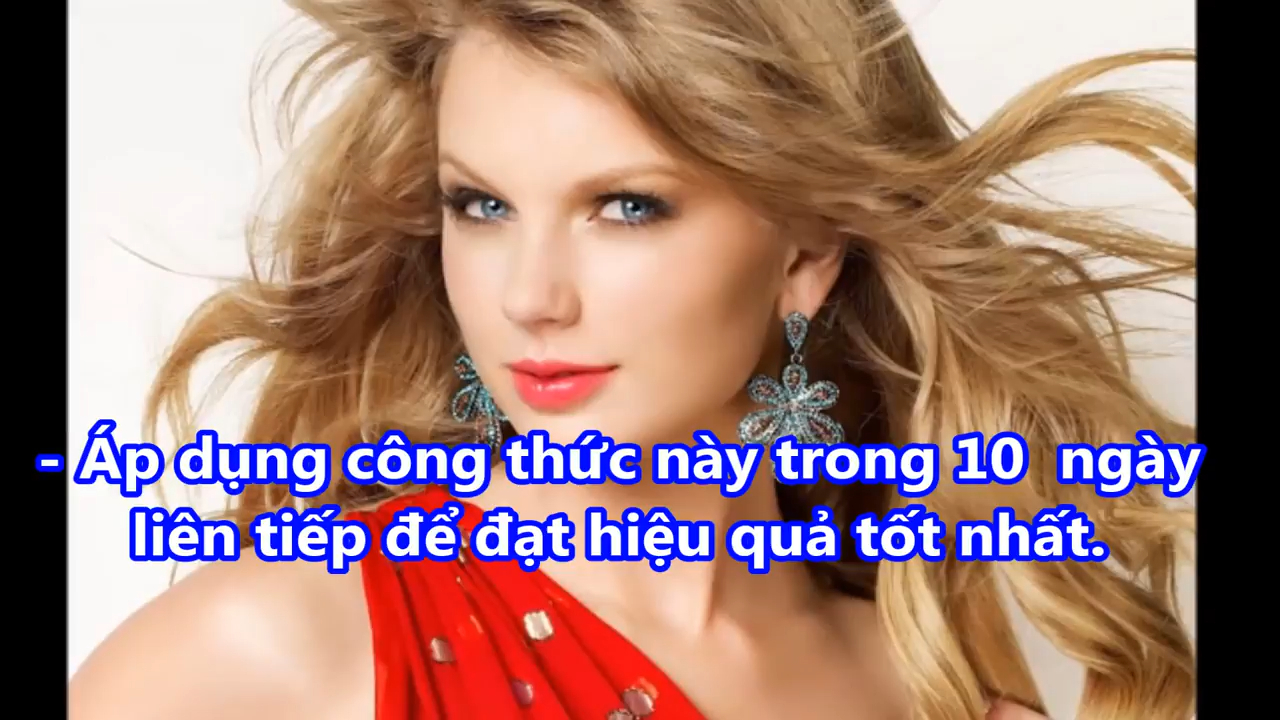 - Áp dụng công thức này trong 10 ngày
liên tiếp để đạt hiệu quả tốt nhất.